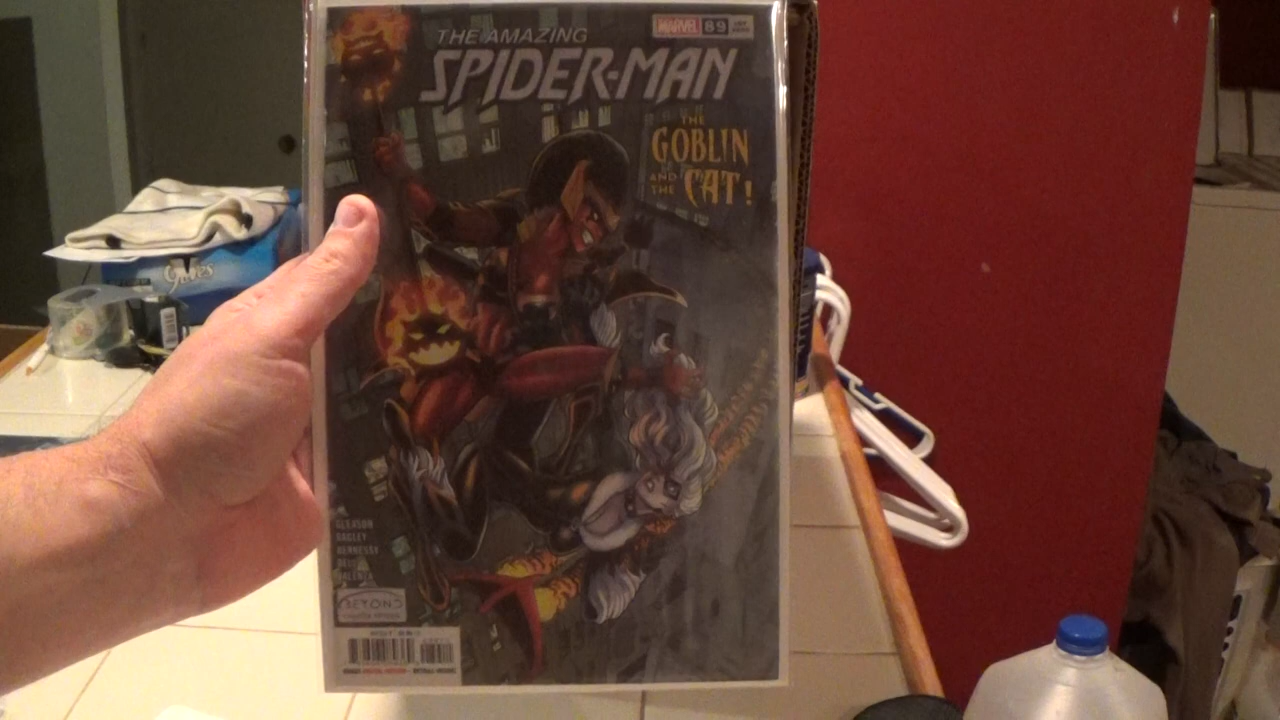 THE AMAZING
SPIDER-MAN
MARVEL 89
THE
GOBLIN
AND THE CAT!
GLEASON
BAGLEY
HENNESSY
BEYOND